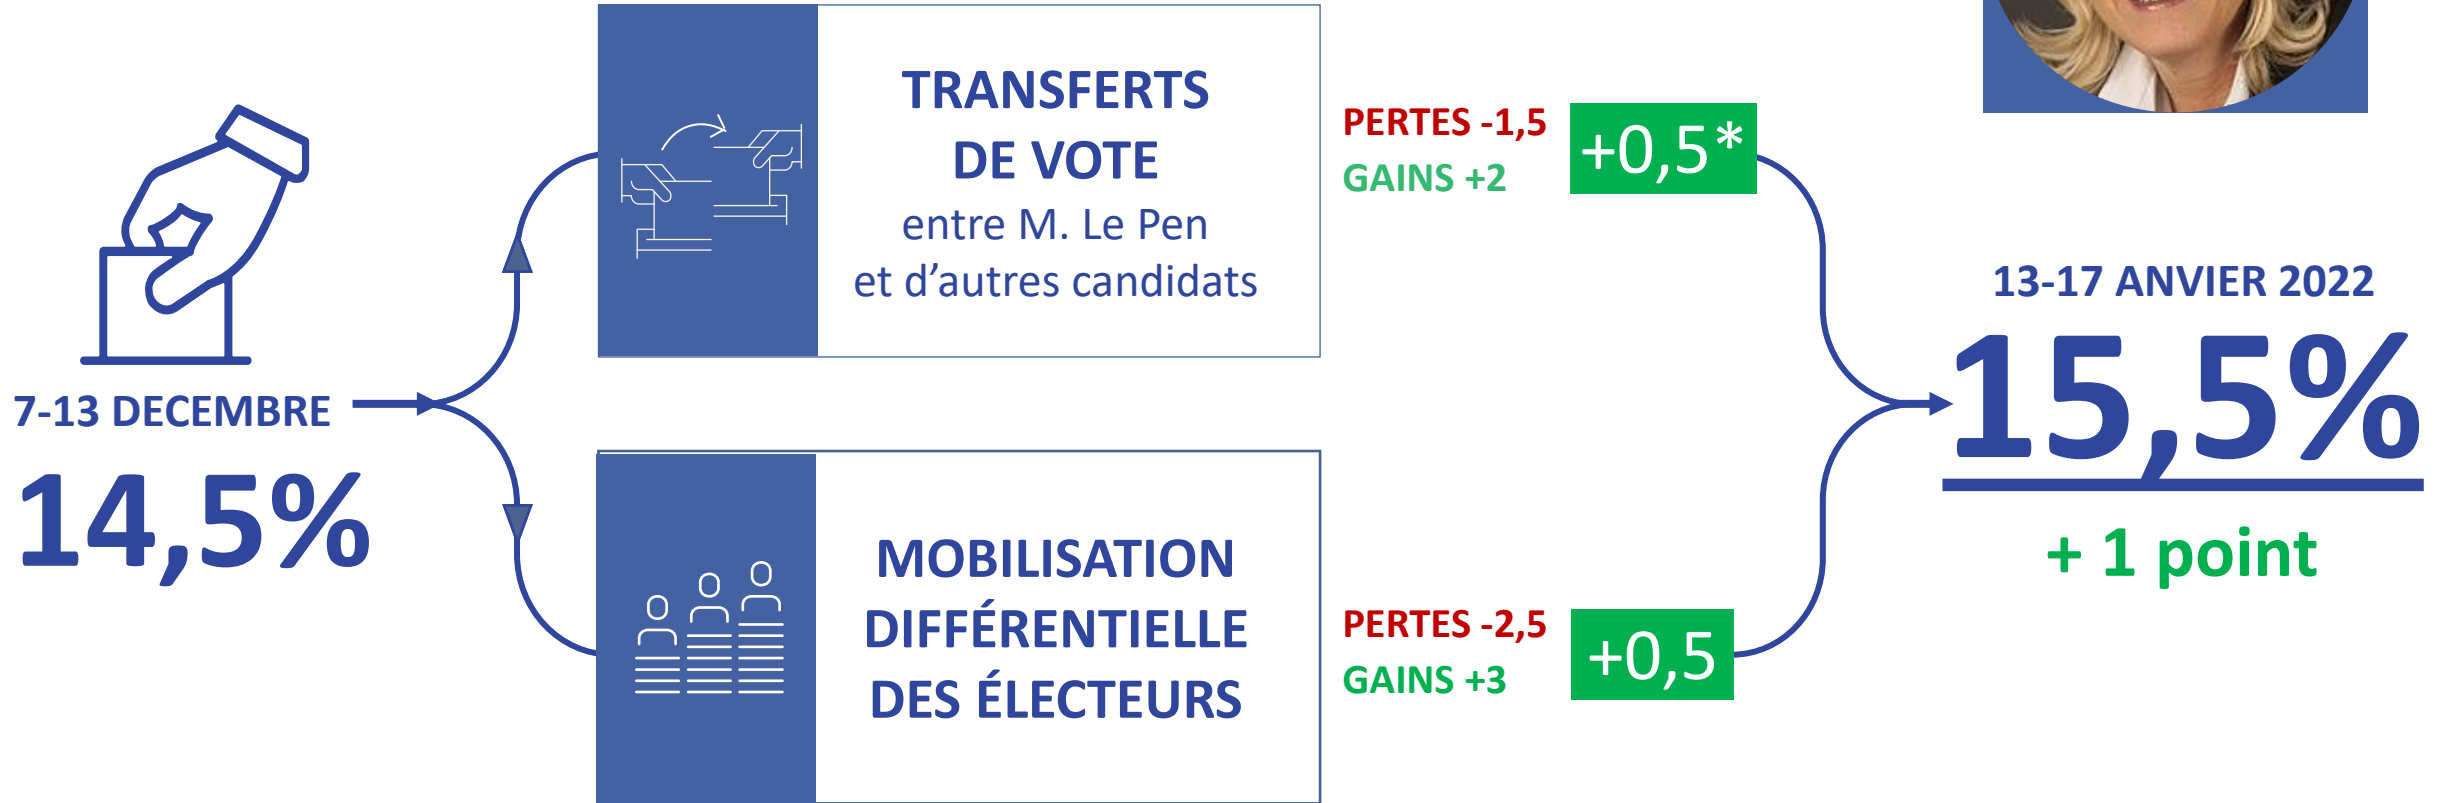 7-13 DECEMBRE
14,5%
TRANSFERTS
DE VOTE
entre M. Le Pen
et d’autres candidats
PERTES -1,5
GAINS +2
+0,5*
MOBILISATION
DIFFÉRENTIELLE
DES ÉLECTEURS
PERTES -2,5
GAINS +3
+0,5
13-17 ANVIER 2022
15,5%
+ 1 point